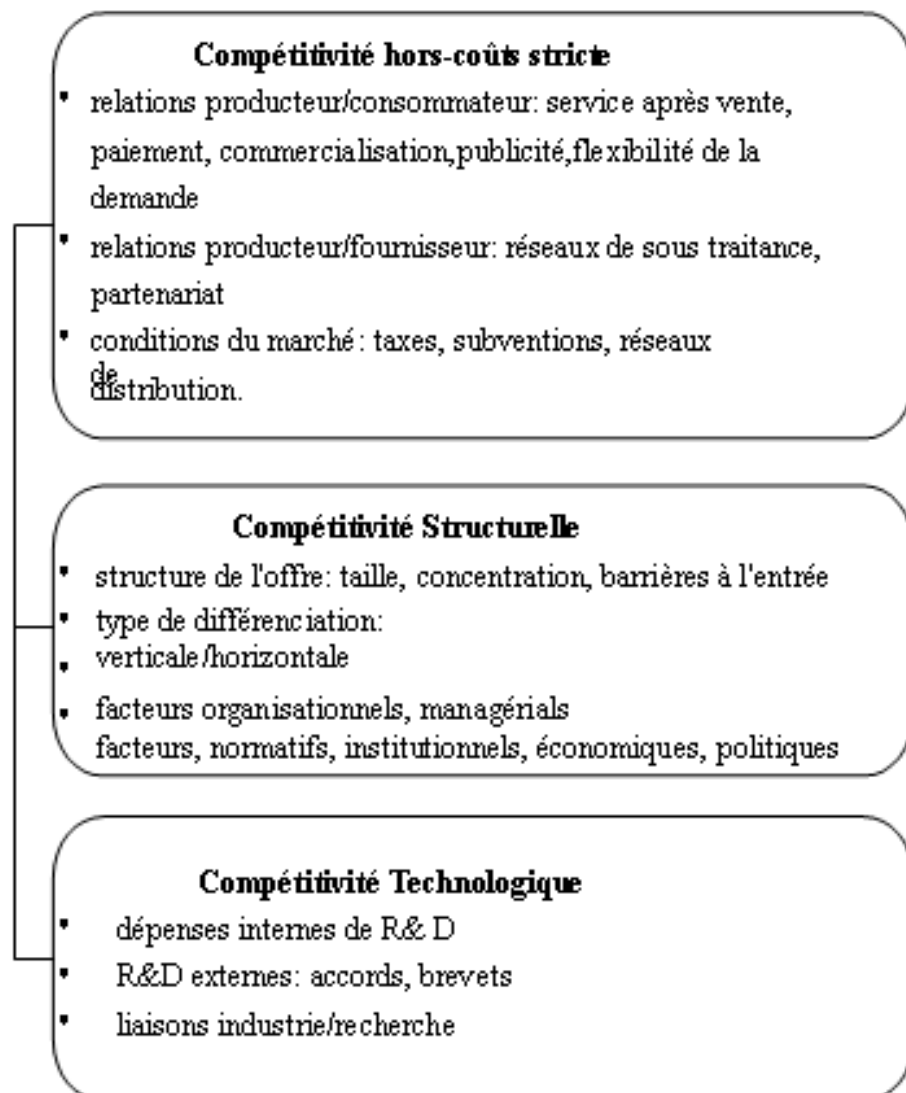 Compétitivité hors-coûts stricte
▪ relations producteur/consommateur: service après vente,
paiement, commercialisation,publicité,flexibilité de la
demande
▪ relations producteur/fournisseur: réseaux de sous traitance,
partenariat
▪ conditions du marché: taxes, subventions, réseaux
de
distribution.
Compétitivité Structurelle
▪ structure de l'offre: taille, concentration, barrières à l'entrée
▪ type de différenciation:
▪ verticale/horizontale
▪ facteurs organisationnels, managérials
facteurs, normatifs, institutionnels, économiques, politiques
Compétitivité Technologique
▪ dépenses internes de R& D
▪ R&D externes: accords, brevets
▪ liaisons industrie/recherche